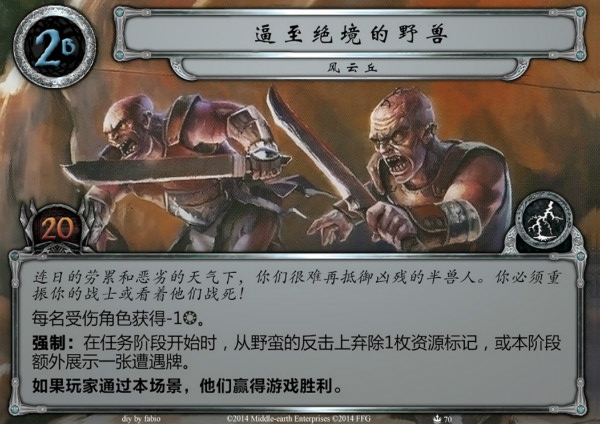 2B
逼至绝境的野兽
风云丘
20
连日的劳累和恶劣的天气下，你们很难再抵御凶残的半兽人。你必须重
振你的战士或看着他们战死！
每名受伤角色获得-1。
强制：在任务阶段开始时，从野蛮的反击上弃除1枚资源标记，或本阶段
额外展示一张遭遇牌。
如果玩家通过本场景，他们赢得游戏胜利。
diy by fabio ©2014 Middle-earth Enterprises ©2014 FFG 70